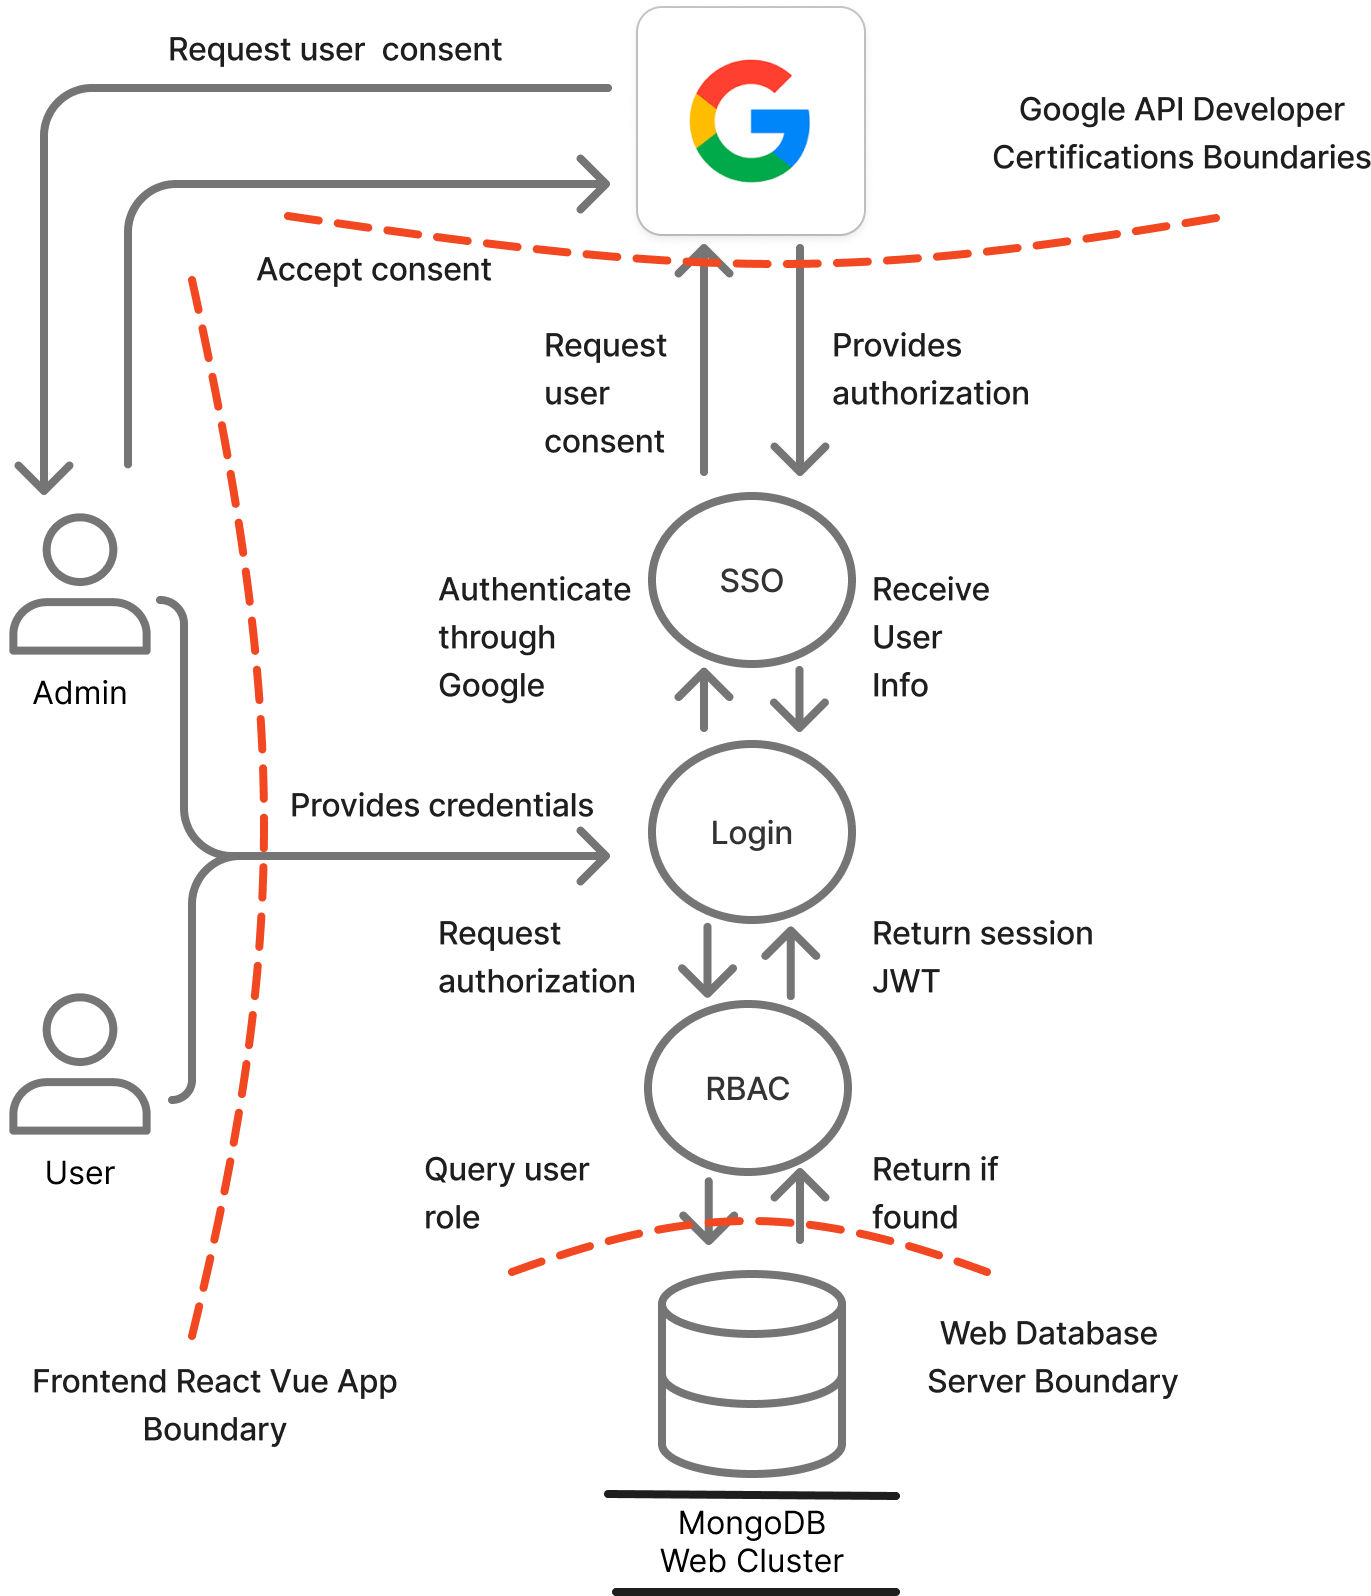 Request user  consent
Google API Developer
Certifications Boundaries
Accept consent
Request
user
consent
Provides
authorization
SSO
Authenticate
through
Google
Receive
User
Info
Admin
Provides credentials
Login
Request
authorization
Return session
JWT
RBAC
User
Query user
role
Return if
found
Web Database
Server Boundary
Frontend React Vue App
Boundary
MongoDB
Web Cluster